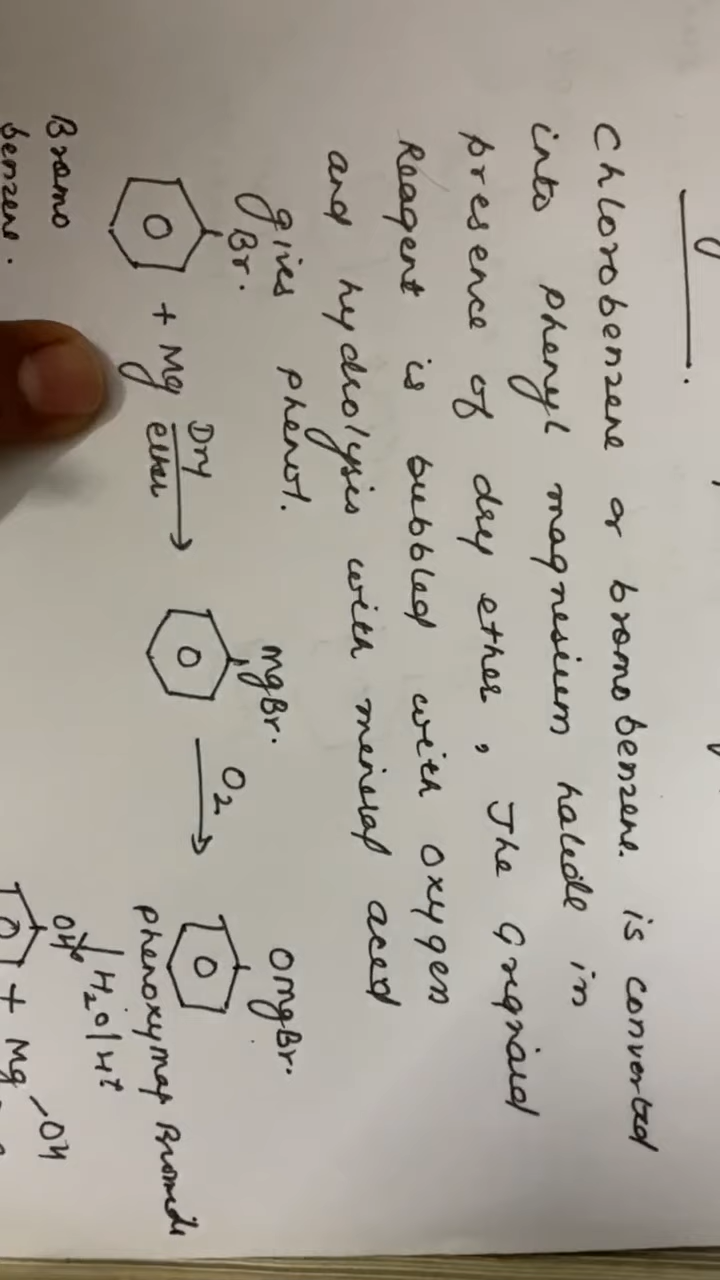 Chlorobenzene or bromobenzene is converted
into phenyl magnesium halide in
presence of dry ether, The Grignard
Reagent is bubbled with oxygen
and hydrolysis with mineral acid
gives phenol.
Br. MgBr. OMgBr.
+ Mg Dry ether → O2 →
Bromo benzene.
phenoxymag Bromide
H2O/H+
OH
+ Mg OH